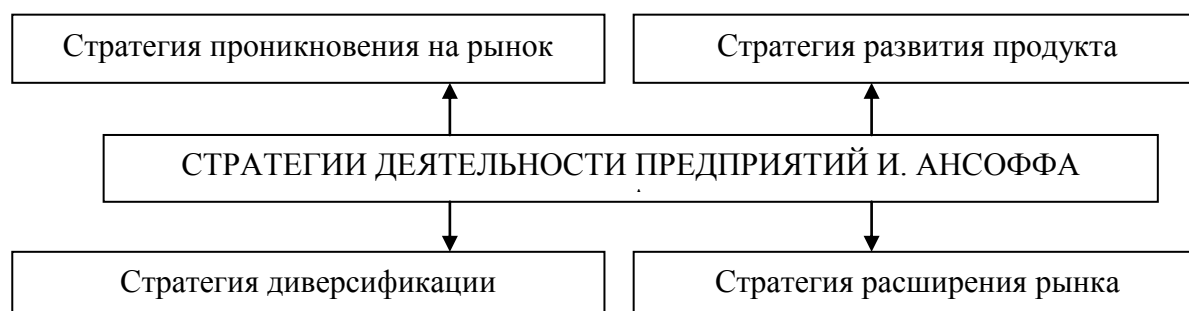 Стратегия проникновения на рынок
Стратегия развития продукта
СТРАТЕГИИ ДЕЯТЕЛЬНОСТИ ПРЕДПРИЯТИЙ И. АНСОФФА
Стратегия диверсификации
Стратегия расширения рынка